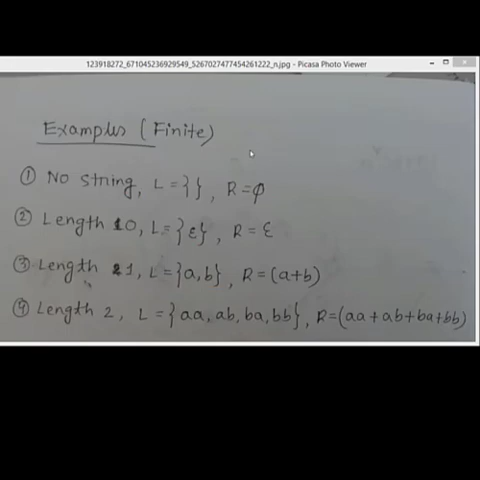 123918272_671045236929549_5267027477454261222_n.jpg - Picasa Photo Viewer
Examples (Finite)
① No string, L = { }, R = φ
② Length 0, L = {ε}, R = ε
③ Length 1, L = {a,b}, R = (a+b)
④ Length 2, L = {aa, ab, ba, bb}, R=(aa+ab+ba+bb)